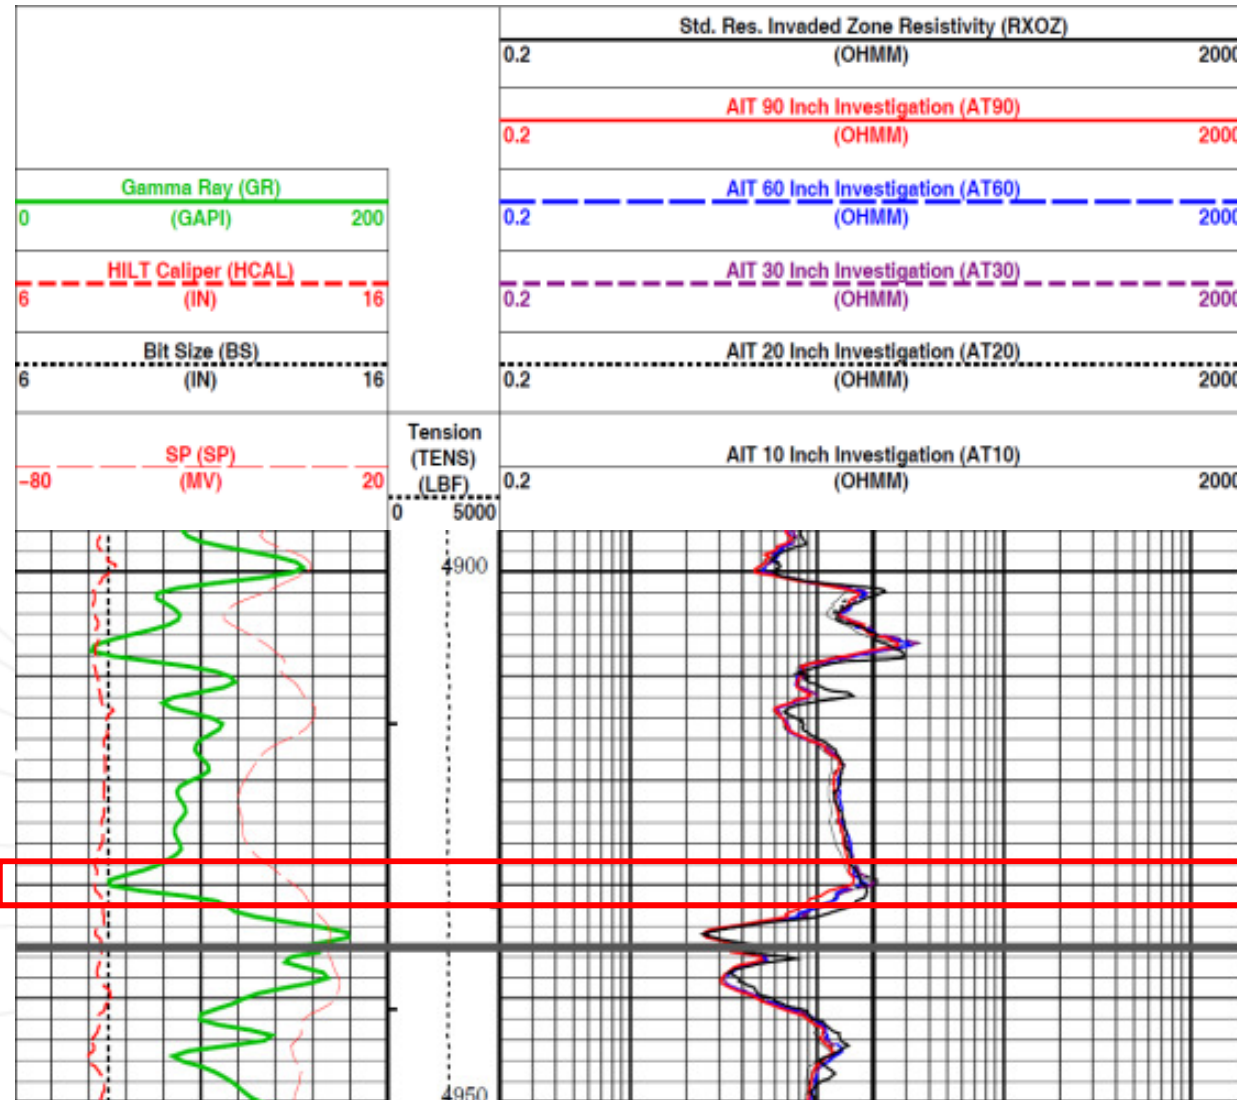 Std. Res. Invaded Zone Resistivity (RXOZ)
0.2 (OHMM) 2000
AIT 90 Inch Investigation (AT90)
0.2 (OHMM) 2000
Gamma Ray (GR) AIT 60 Inch Investigation (AT60)
0 (GAPI) 200 0.2 (OHMM) 2000
HILT Caliper (HCAL) AIT 30 Inch Investigation (AT30)
6 (IN) 16 0.2 (OHMM) 2000
Bit Size (BS) AIT 20 Inch Investigation (AT20)
6 (IN) 16 0.2 (OHMM) 2000
Tension
SP (SP) (TENS) AIT 10 Inch Investigation (AT10)
-80 (MV) 20 (LBF) 0.2 (OHMM) 2000
0 5000
4900
4950